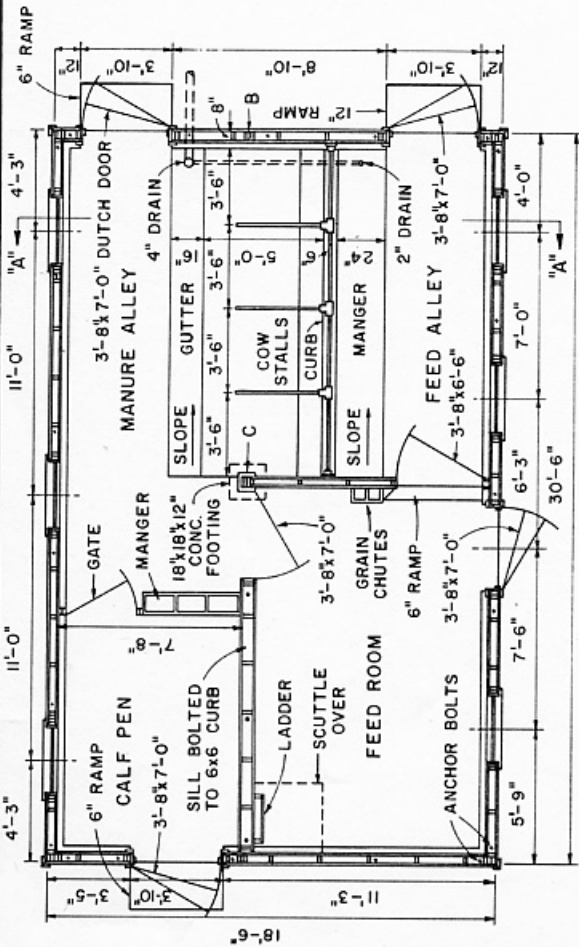 4'-3"
11'-0"
11'-0"
4'-3"
"A"
6" RAMP
12"
3'-10"
8'-10"
3'-10"
12"
3'-5"
3'-10"
11'-3"
18'-6"
6" RAMP
CALF PEN
3'-8"x7'-0"
GATE
MANGER
7'-8"
SILL BOLTED
TO 6x6 CURB
MANURE ALLEY
3'-8"x7'-0" DUTCH DOOR
4" DRAIN
8"
B
12" RAMP
SLOPE
GUTTER
16"
3'-6"
3'-6"
3'-6"
3'-6"
COW
STALLS
5'-0"
CURB
6"
C
18"x18"x12"
CONC.
FOOTING
SLOPE
MANGER
24"
2" DRAIN
3'-8"x7'-0"
FEED ALLEY
3'-8"x6'-6"
3'-8"x7'-0"
GRAIN
CHUTES
6" RAMP
LADDER
SCUTTLE
OVER
FEED ROOM
3'-8"x7'-0"
ANCHOR BOLTS
5'-9"
7'-6"
6'-3"
7'-0"
4'-0"
"A"
30'-6"